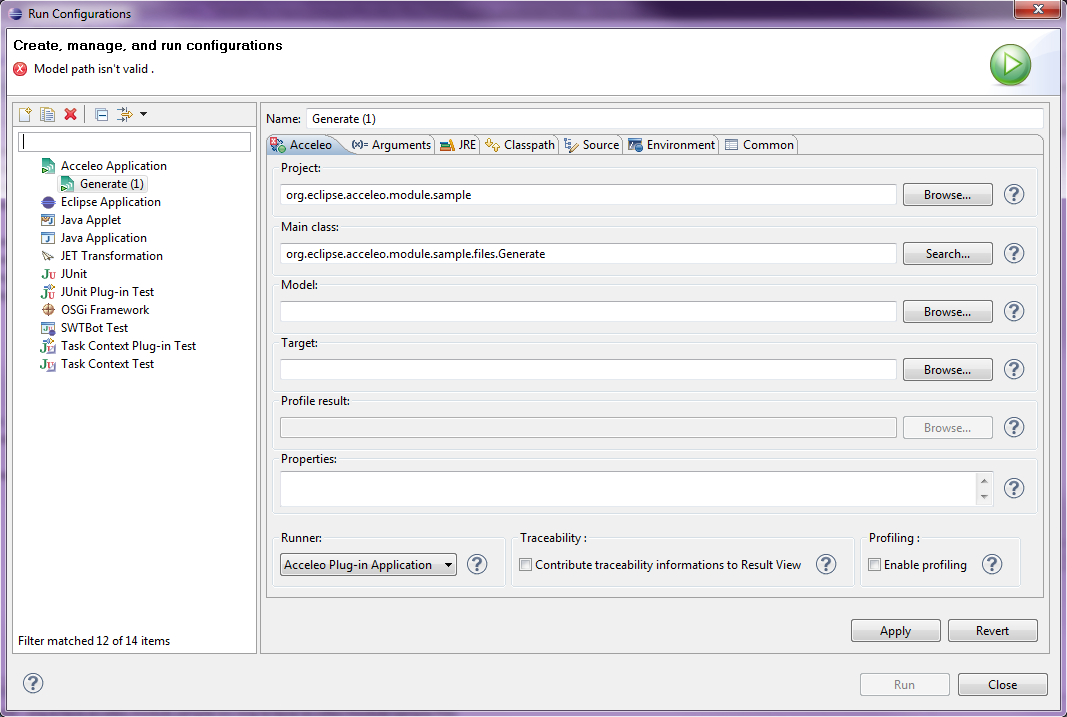 Run Configurations
Create, manage, and run configurations
Model path isn't valid .
Name: Generate (1)
Acceleo (x)= Arguments JRE Classpath Source Environment Common
Acceleo Application
Generate (1)
Eclipse Application
Java Applet
Java Application
JET Transformation
JUnit
JUnit Plug-in Test
OSGi Framework
SWTBot Test
Task Context Plug-in Test
Task Context Test
Filter matched 12 of 14 items
Project:
org.eclipse.acceleo.module.sample Browse...
Main class:
org.eclipse.acceleo.module.sample.files.Generate Search...
Model:
Browse...
Target:
Browse...
Profile result:
Browse...
Properties:
Runner: Traceability : Profiling :
Acceleo Plug-in Application Contribute traceability informations to Result View Enable profiling
Apply Revert
Run Close